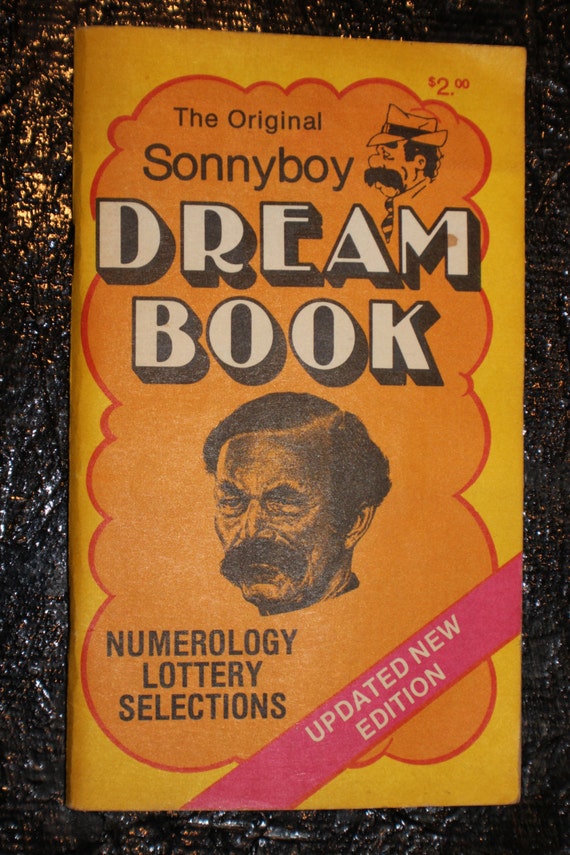 $2.00
The Original
Sonnyboy
DREAM
BOOK
NUMEROLOGY
LOTTERY
SELECTIONS
UPDATED NEW
EDITION